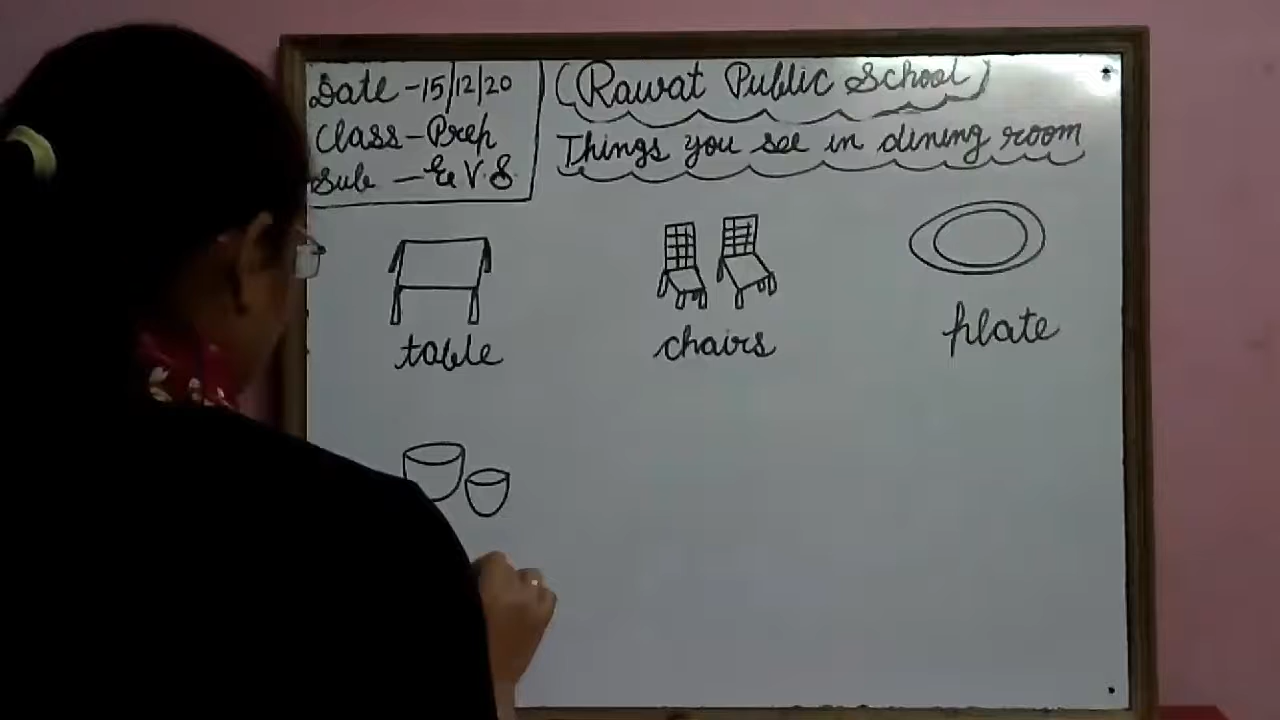 Date - 15/12/20
Class - Prep
Sub - E.V.S.
(Rawat Public School)
Things you see in dining room
table
chairs
plate